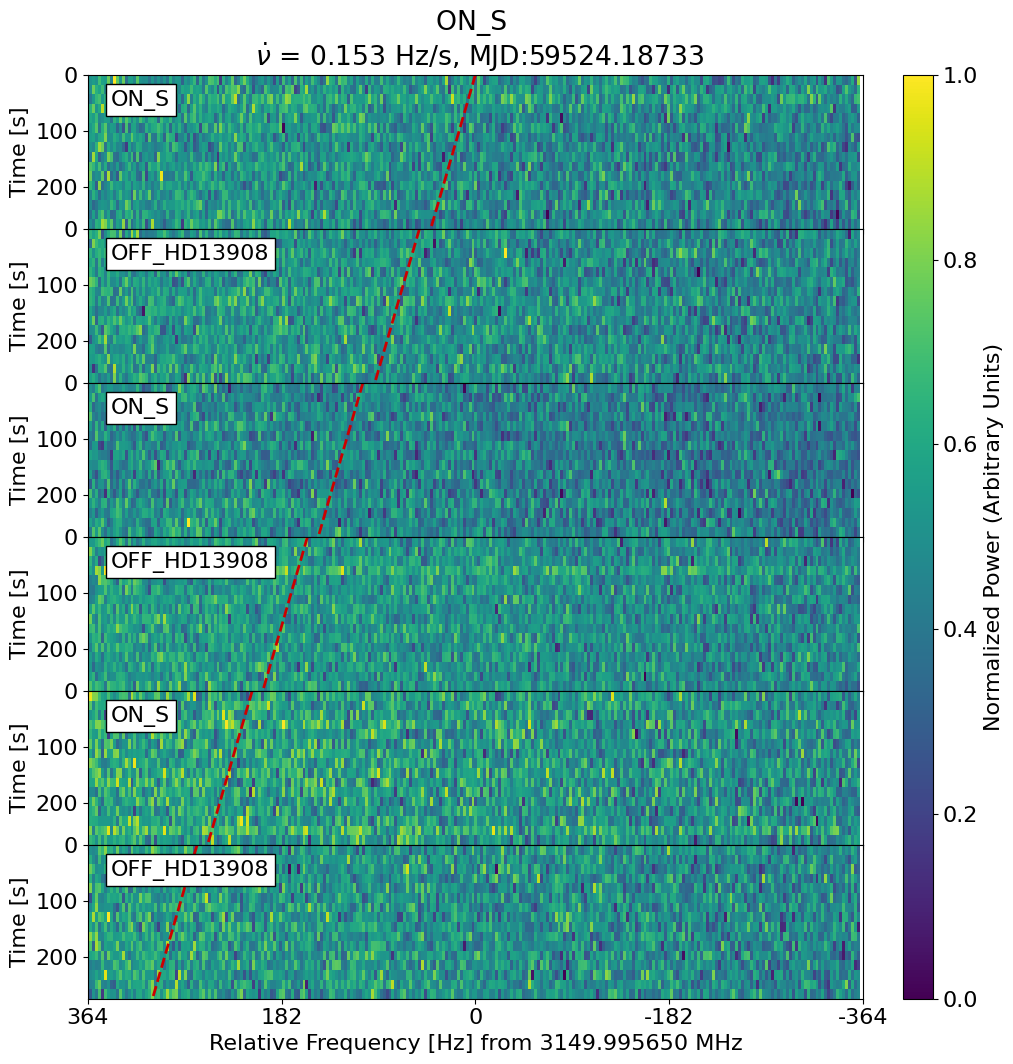 ON_S
ν̇ = 0.153 Hz/s, MJD:59524.18733
0
ON_S
100
200
Time [s]
0
OFF_HD13908
100
200
Time [s]
0
ON_S
100
200
Time [s]
0
OFF_HD13908
100
200
Time [s]
0
ON_S
100
200
Time [s]
0
OFF_HD13908
100
200
Time [s]
364 182 0 -182 -364
Relative Frequency [Hz] from 3149.995650 MHz
1.0
0.8
0.6
0.4
0.2
0.0
Normalized Power (Arbitrary Units)